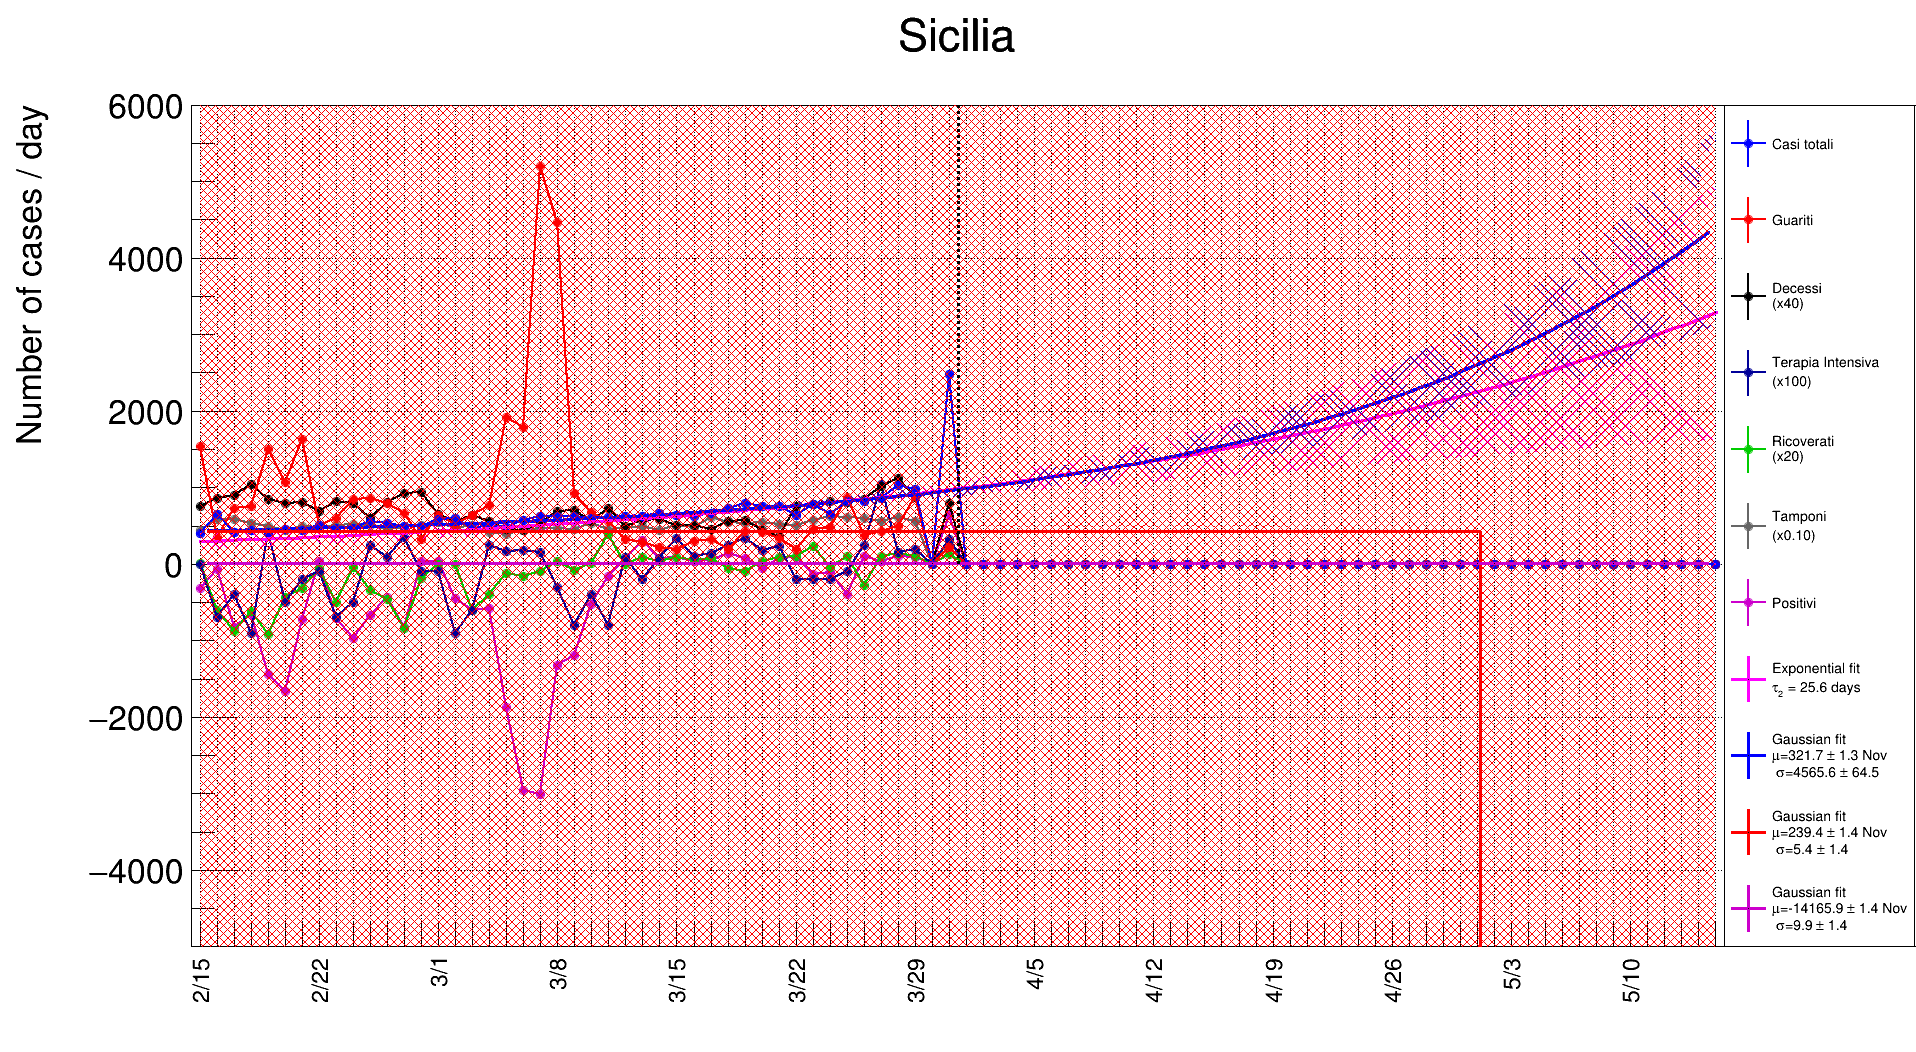 Sicilia
Number of cases / day
6000
4000
2000
0
−2000
−4000
2/15
2/22
3/1
3/8
3/15
3/22
3/29
4/5
4/12
4/19
4/26
5/3
5/10
Casi totali
Guariti
Decessi
(x40)
Terapia Intensiva
(x100)
Ricoverati
(x20)
Tamponi
(x0.10)
Positivi
Exponential fit
τ2 = 25.6 days
Gaussian fit
μ=321.7 ± 1.3 Nov
σ=4565.6 ± 64.5
Gaussian fit
μ=239.4 ± 1.4 Nov
σ=5.4 ± 1.4
Gaussian fit
μ=-14165.9 ± 1.4 Nov
σ=9.9 ± 1.4